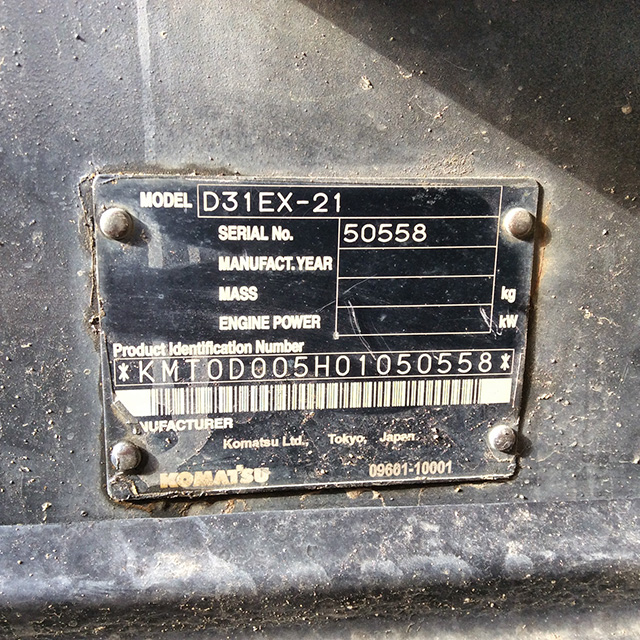 MODEL D31EX-21
SERIAL No. 50558
MANUFACT. YEAR
MASS kg
ENGINE POWER kW
Product Identification Number
*KMT0D005H01050558*
NUFACTURER
Komatsu Ltd., Tokyo, Japan
KOMATSU 09601-10001